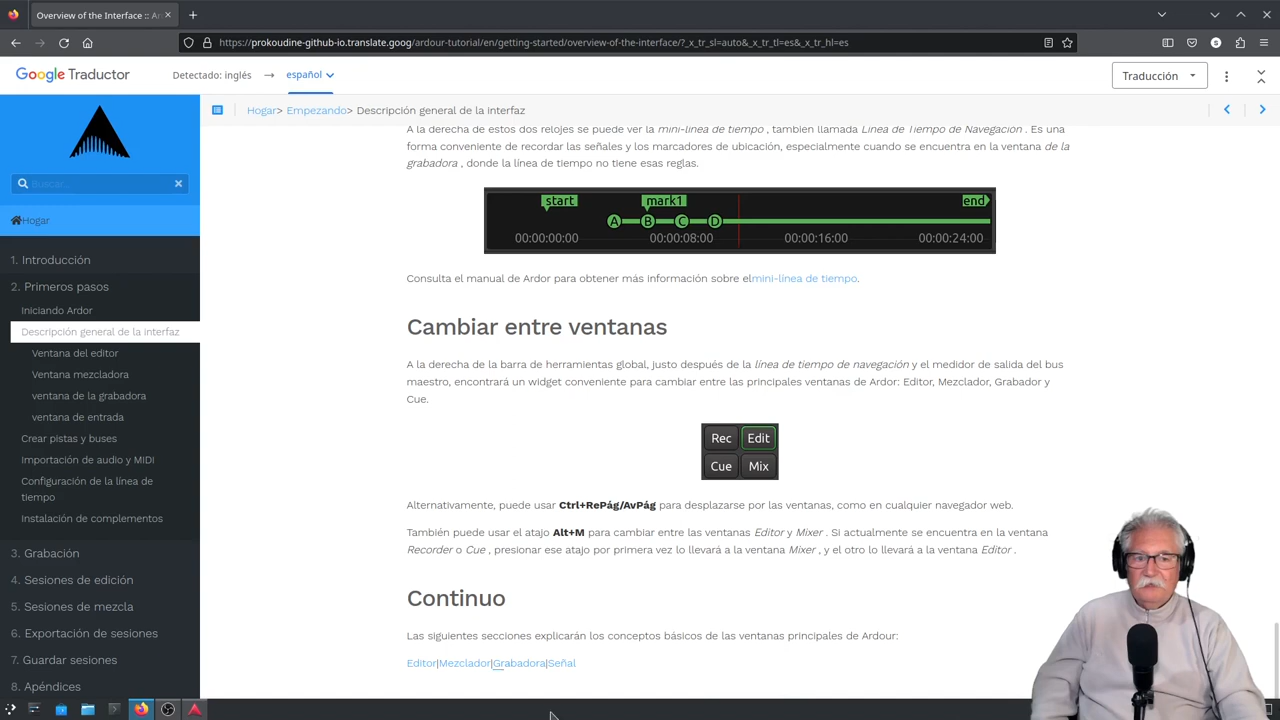 Overview of the Interface :: Ar
https://prokoudine-github-io.translate.goog/ardour-tutorial/en/getting-started/overview-of-the-interface/?_x_tr_sl=auto&_x_tr_tl=es&_x_tr_hl=es
Google Traductor
Detectado: inglés
español
Traducción
Buscar...
Hogar
1. Introducción
2. Primeros pasos
Iniciando Ardor
Descripción general de la interfaz
Ventana del editor
Ventana mezcladora
ventana de la grabadora
ventana de entrada
Crear pistas y buses
Importación de audio y MIDI
Configuración de la línea de
tiempo
Instalación de complementos
3. Grabación
4. Sesiones de edición
5. Sesiones de mezcla
6. Exportación de sesiones
7. Guardar sesiones
8. Apéndices
Hogar> Empezando> Descripción general de la interfaz
A la derecha de estos dos relojes se puede ver la mini-línea de tiempo , también llamada Línea de Tiempo de Navegación . Es una
forma conveniente de recordar las señales y los marcadores de ubicación, especialmente cuando se encuentra en la ventana de la
grabadora , donde la línea de tiempo no tiene esas reglas.
start mark1 end
A B C D
00:00:00:00 00:00:08:00 00:00:16:00 00:00:24:00
Consulta el manual de Ardor para obtener más información sobre elmini-línea de tiempo.
Cambiar entre ventanas
A la derecha de la barra de herramientas global, justo después de la línea de tiempo de navegación y el medidor de salida del bus
maestro, encontrará un widget conveniente para cambiar entre las principales ventanas de Ardor: Editor, Mezclador, Grabador y
Cue.
Rec Edit
Cue Mix
Alternativamente, puede usar Ctrl+RePág/AvPág para desplazarse por las ventanas, como en cualquier navegador web.
También puede usar el atajo Alt+M para cambiar entre las ventanas Editor y Mixer . Si actualmente se encuentra en la ventana
Recorder o Cue , presionar ese atajo por primera vez lo llevará a la ventana Mixer , y el otro lo llevará a la ventana Editor .
Continuo
Las siguientes secciones explicarán los conceptos básicos de las ventanas principales de Ardour:
Editor|Mezclador|Grabadora|Señal